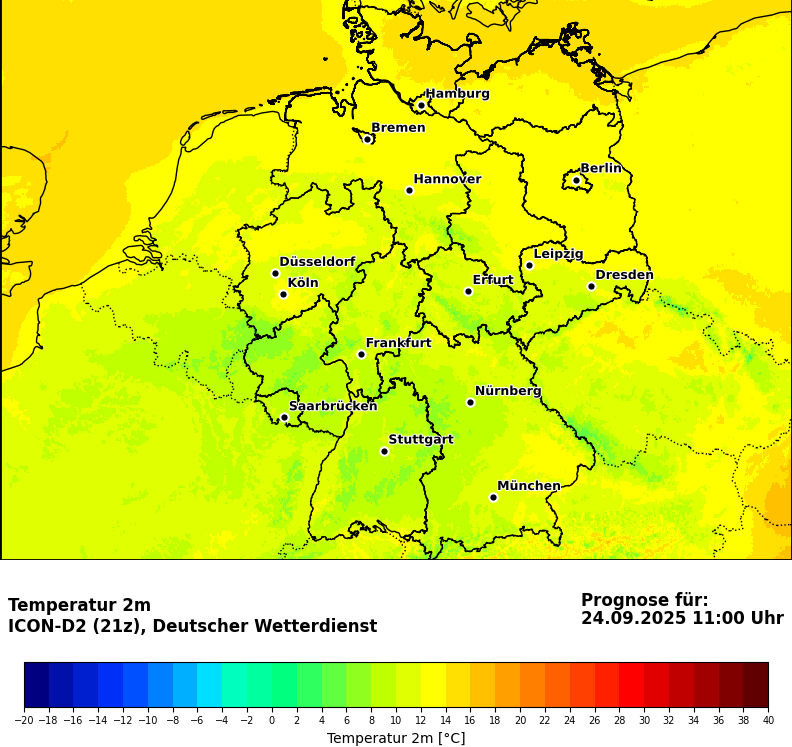 Hamburg
Bremen
Berlin
Hannover
Leipzig
Düsseldorf
Dresden
Köln
Erfurt
Frankfurt
Nürnberg
Saarbrücken
Stuttgart
München
Temperatur 2m
ICON-D2 (21z), Deutscher Wetterdienst
Prognose für:
24.09.2025 11:00 Uhr
−20 −18 −16 −14 −12 −10 −8 −6 −4 −2 0 2 4 6 8 10 12 14 16 18 20 22 24 26 28 30 32 34 36 38 40
Temperatur 2m [°C]